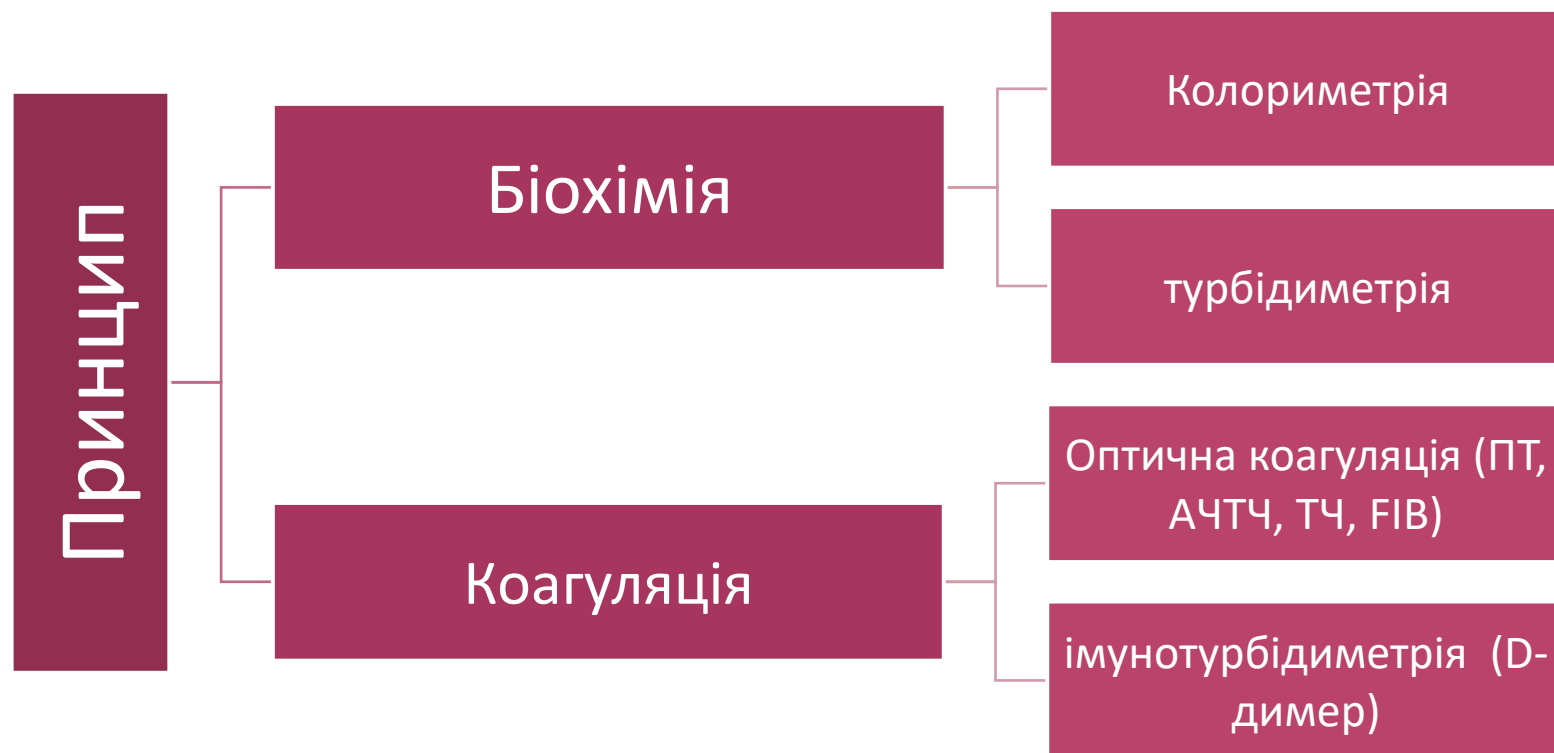 Принцип
Біохімія
Колориметрія
турбідиметрія
Коагуляція
Оптична коагуляція (ПТ,
АЧТЧ, ТЧ, FIB)
імунотурбідиметрія (D-
димер)